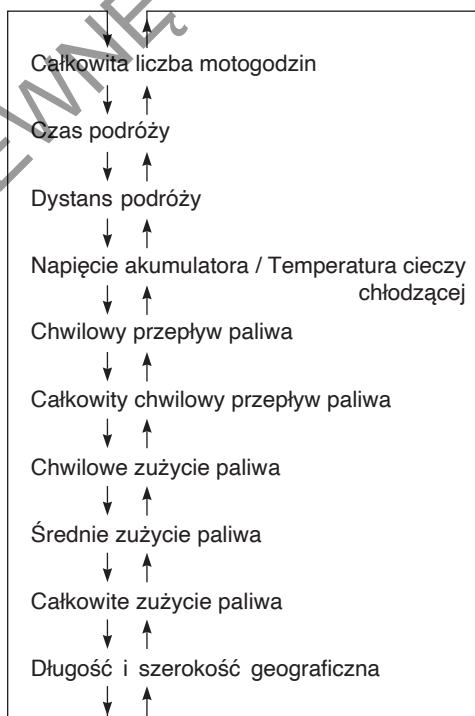 Całkowita liczba motogodzin
Czas podróży
Dystans podróży
Napięcie akumulatora / Temperatura cieczy
chłodzącej
Chwilowy przepływ paliwa
Całkowity chwilowy przepływ paliwa
Chwilowe zużycie paliwa
Średnie zużycie paliwa
Całkowite zużycie paliwa
Długość i szerokość geograficzna